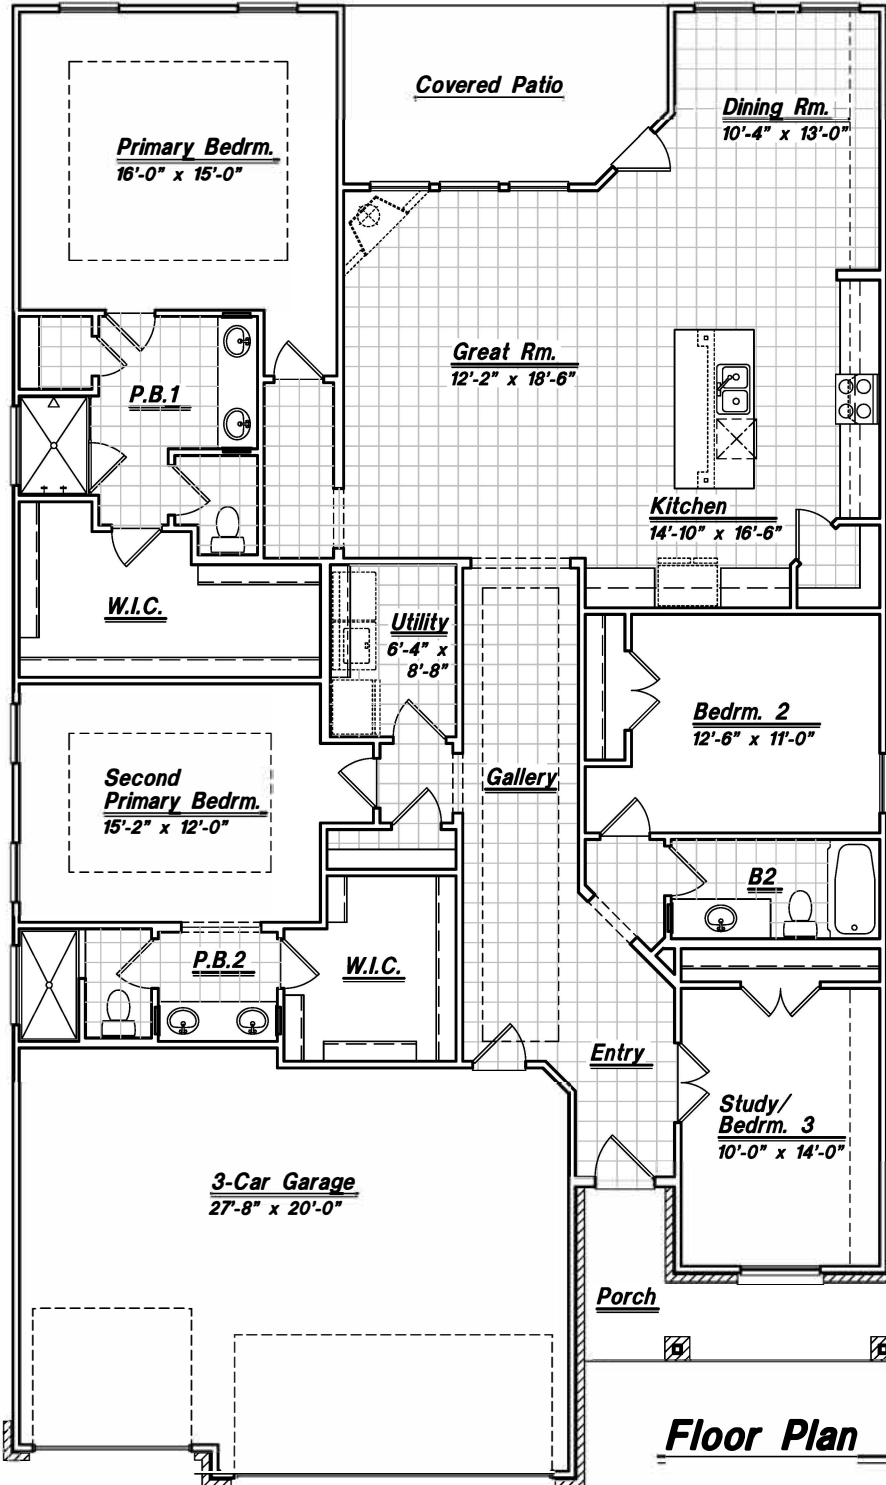 Covered Patio
Dining Rm.
10'-4" x 13'-0"
Primary Bedrm.
16'-0" x 15'-0"
Great Rm.
12'-2" x 18'-6"
P.B.1
Kitchen
14'-10" x 16'-6"
W.I.C.
Utility
6'-4" x
8'-8"
Bedrm. 2
12'-6" x 11'-0"
Second
Primary Bedrm.
15'-2" x 12'-0"
Gallery
B2
P.B.2
W.I.C.
Entry
Study/
Bedrm. 3
10'-0" x 14'-0"
3-Car Garage
27'-8" x 20'-0"
Porch
Floor Plan